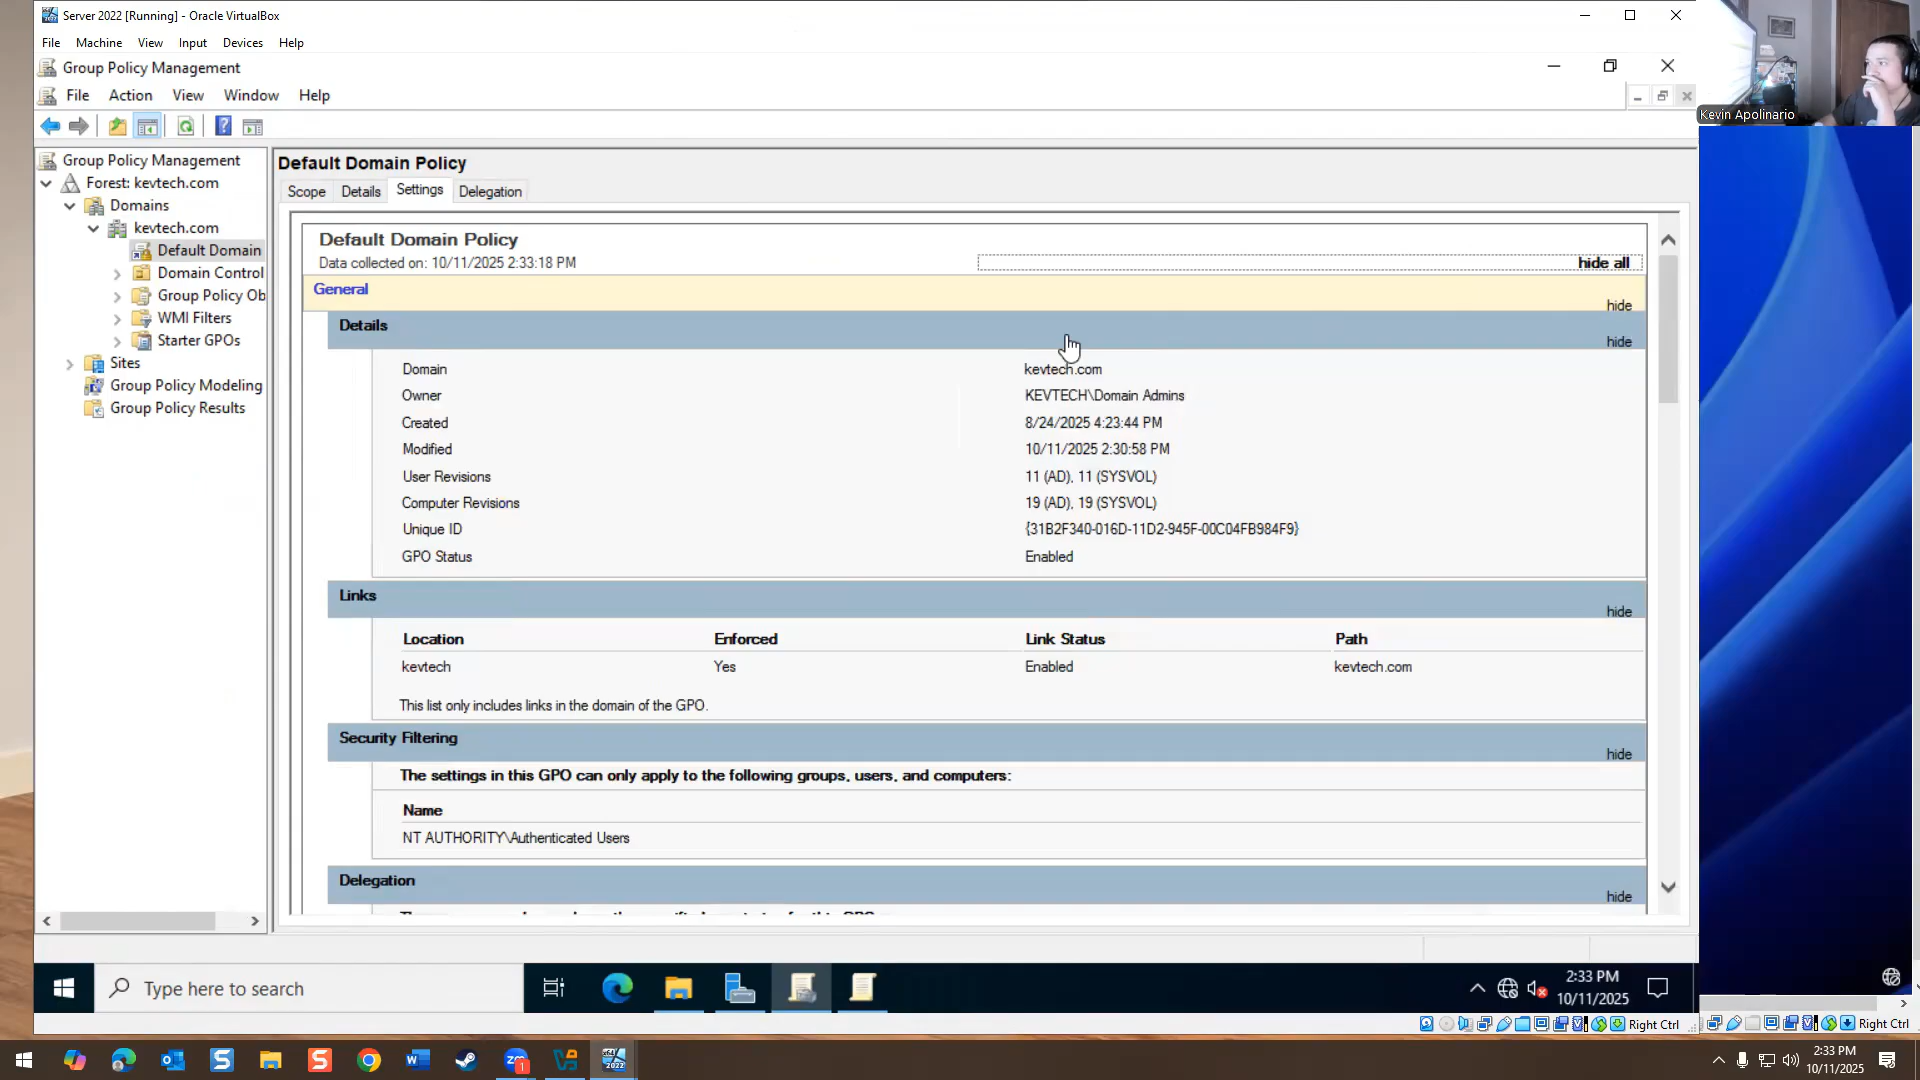 Server 2022 [Running] - Oracle VirtualBox
File Machine View Input Devices Help
Group Policy Management
File Action View Window Help
Kevin Apolinario
Group Policy Management
Forest: kevtech.com
Domains
kevtech.com
Default Domain
Domain Control
Group Policy Ob
WMI Filters
Starter GPOs
Sites
Group Policy Modeling
Group Policy Results
Default Domain Policy
Scope Details Settings Delegation
Default Domain Policy
Data collected on: 10/11/2025 2:33:18 PM
hide all
General
hide
Details
hide
Domain kevtech.com
Owner KEVTECH\Domain Admins
Created 8/24/2025 4:23:44 PM
Modified 10/11/2025 2:30:58 PM
User Revisions 11 (AD), 11 (SYSVOL)
Computer Revisions 19 (AD), 19 (SYSVOL)
Unique ID {31B2F340-016D-11D2-945F-00C04FB984F9}
GPO Status Enabled
Links
hide
Location Enforced Link Status Path
kevtech Yes Enabled kevtech.com
This list only includes links in the domain of the GPO.
Security Filtering
hide
The settings in this GPO can only apply to the following groups, users, and computers:
Name
NT AUTHORITY\Authenticated Users
Delegation
hide
Type here to search
2:33 PM
10/11/2025
Right Ctrl
Right Ctrl
2:33 PM
10/11/2025